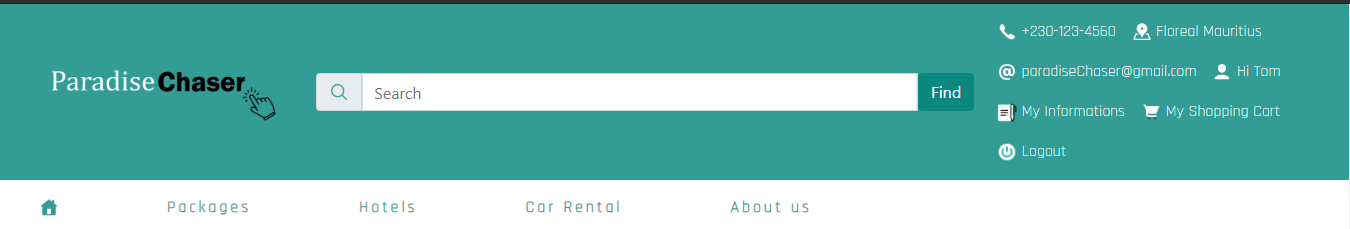 +230-123-4560 Floreal Mauritius
@ paradiseChaser@gmail.com Hi Tom
ParadiseChaser
Search Find
My Informations My Shopping Cart
Logout
Packages Hotels Car Rental About us